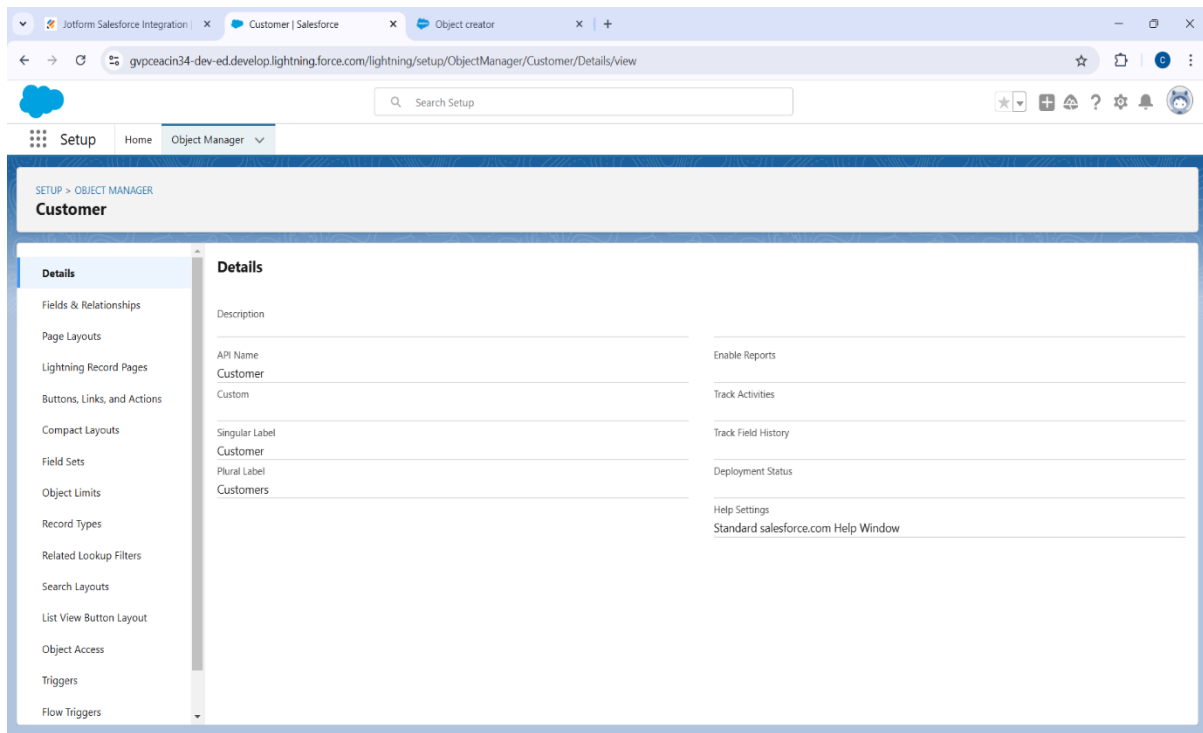 Jotform Salesforce Integration
Customer | Salesforce
Object creator
gvpceacin34-dev-ed.develop.lightning.force.com/lightning/setup/ObjectManager/Customer/Details/view
C
Search Setup
Setup
Home
Object Manager
SETUP > OBJECT MANAGER
Customer
Details
Fields & Relationships
Page Layouts
Lightning Record Pages
Buttons, Links, and Actions
Compact Layouts
Field Sets
Object Limits
Record Types
Related Lookup Filters
Search Layouts
List View Button Layout
Object Access
Triggers
Flow Triggers
Details
Description
API Name
Customer
Custom
Singular Label
Customer
Plural Label
Customers
Enable Reports
Track Activities
Track Field History
Deployment Status
Help Settings
Standard salesforce.com Help Window